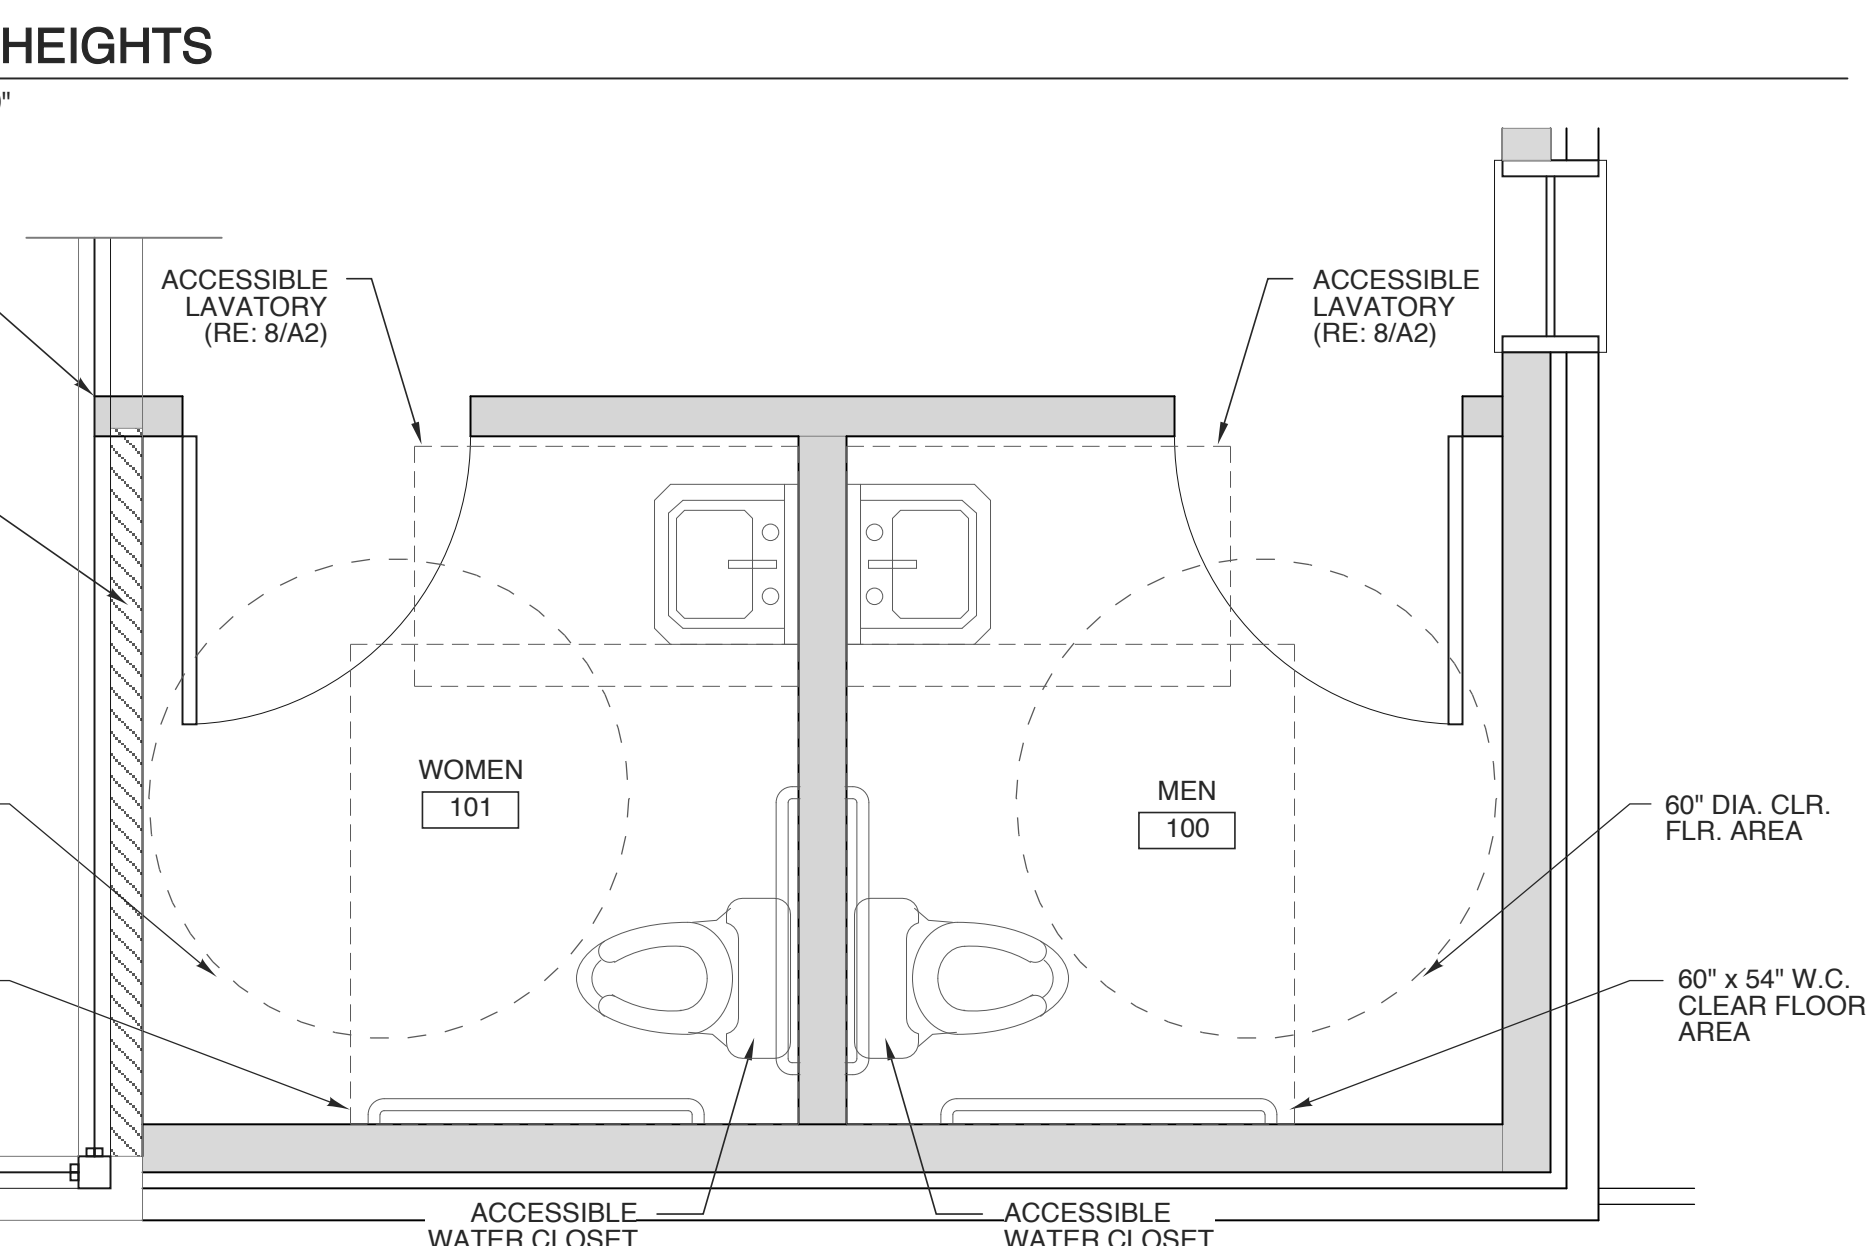 HEIGHTS
"
ACCESSIBLE
LAVATORY
(RE: 8/A2)
ACCESSIBLE
LAVATORY
(RE: 8/A2)
WOMEN
101
MEN
100
60" DIA. CLR.
FLR. AREA
60" x 54" W.C.
CLEAR FLOOR
AREA
ACCESSIBLE
WATER CLOSET
ACCESSIBLE
WATER CLOSET